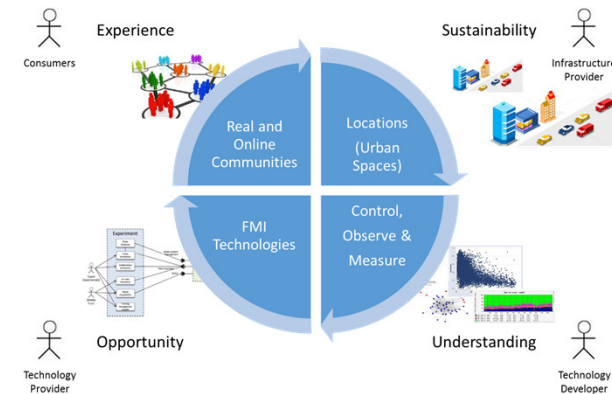 Experience
Sustainability
Consumers
Infrastructure
Provider
Real and
Online
Communities
Locations
(Urban
Spaces)
FMI
Technologies
Control,
Observe &
Measure
Experiment
Opportunity
Understanding
Technology
Provider
Technology
Developer